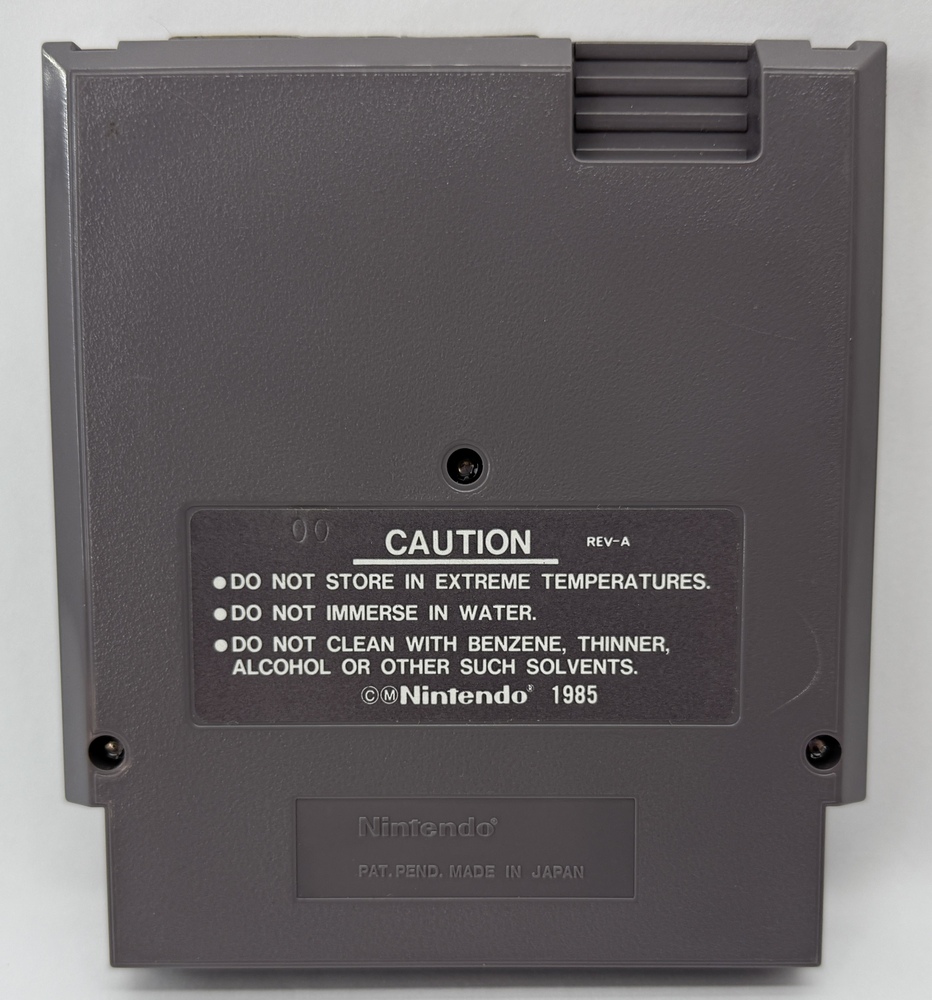 00
CAUTION REV-A
●DO NOT STORE IN EXTREME TEMPERATURES.
●DO NOT IMMERSE IN WATER.
●DO NOT CLEAN WITH BENZENE, THINNER,
ALCOHOL OR OTHER SUCH SOLVENTS.
ⒸⓂNintendo® 1985
Nintendo®
PAT. PEND. MADE IN JAPAN